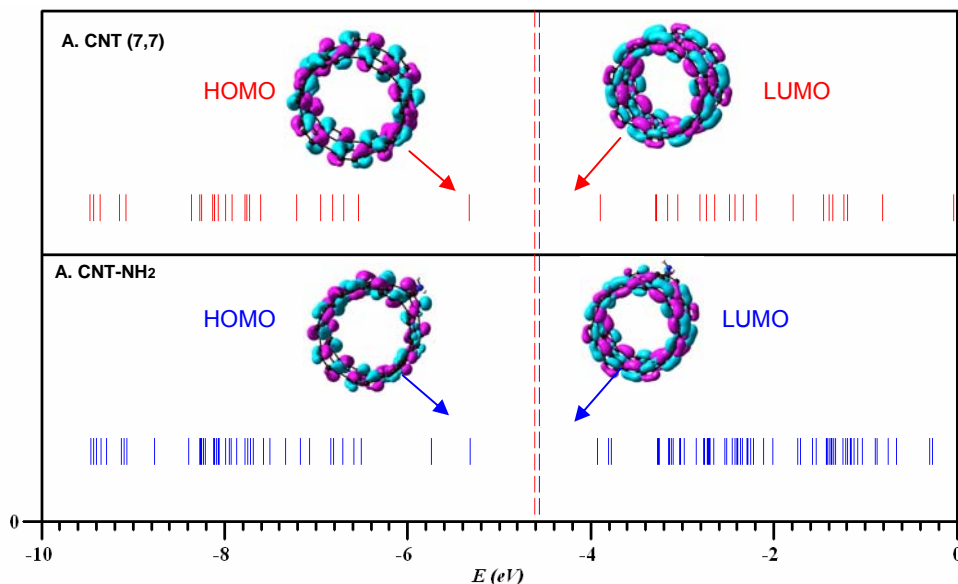 A. CNT (7,7)
HOMO
LUMO
A. CNT-NH2
HOMO
LUMO
0
-10 -8 -6 -4 -2 0
E (eV)